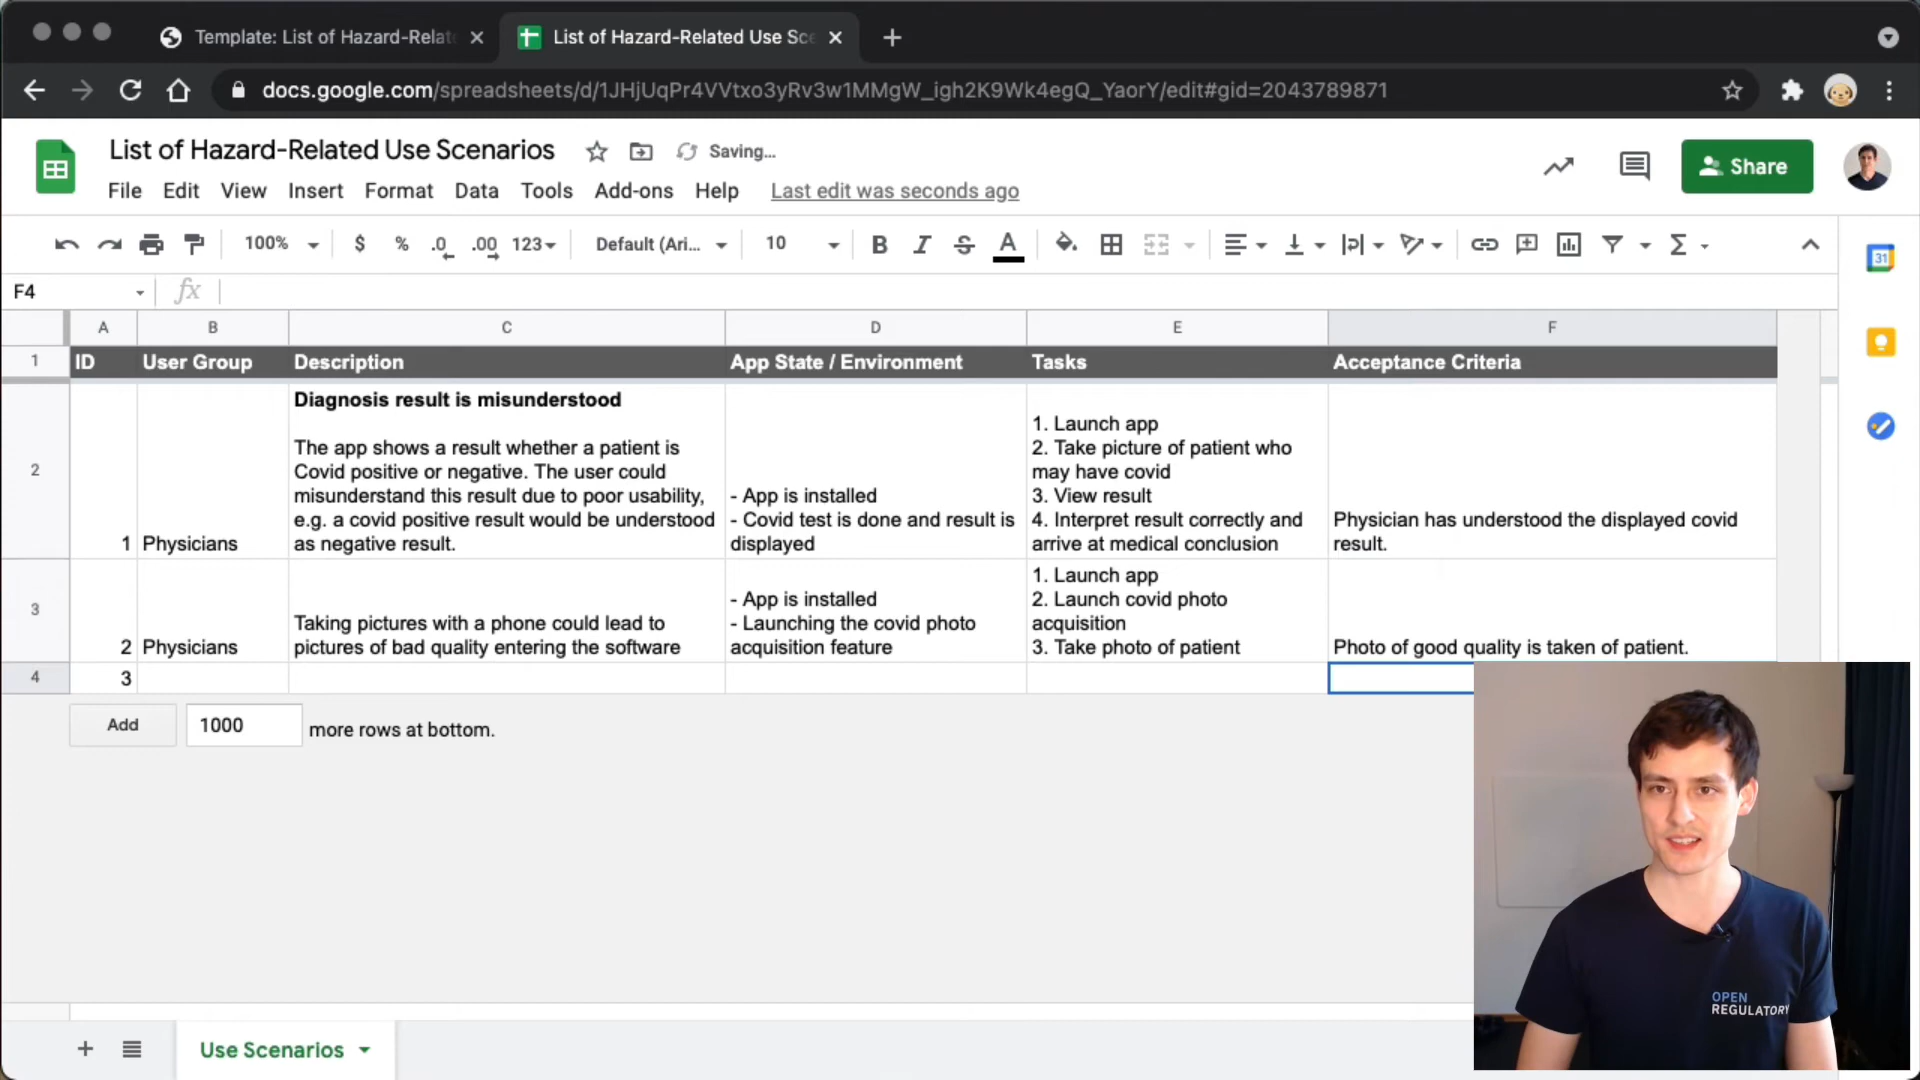 Template: List of Hazard-Relat
List of Hazard-Related Use Sc
docs.google.com/spreadsheets/d/1JHjUqPr4VVtxo3yRv3w1MMgW_igh2K9Wk4egQ_YaorY/edit#gid=2043789871
List of Hazard-Related Use Scenarios
Saving...
File Edit View Insert Format Data Tools Add-ons Help Last edit was seconds ago
Share
100% $ % .0 .00 123 Default (Ari... 10 B I S A Σ
31
F4 fx
A B C D E F
1 ID User Group Description App State / Environment Tasks Acceptance Criteria
Diagnosis result is misunderstood
The app shows a result whether a patient is
Covid positive or negative. The user could
misunderstand this result due to poor usability,
e.g. a covid positive result would be understood
as negative result.
2
1 Physicians
- App is installed
- Covid test is done and result is
displayed
1. Launch app
2. Take picture of patient who
may have covid
3. View result
4. Interpret result correctly and
arrive at medical conclusion
Physician has understood the displayed covid
result.
3
2 Physicians
Taking pictures with a phone could lead to
pictures of bad quality entering the software
- App is installed
- Launching the covid photo
acquisition feature
1. Launch app
2. Launch covid photo
acquisition
3. Take photo of patient
Photo of good quality is taken of patient.
4 3
Add 1000 more rows at bottom.
OPEN
REGULATORY
Use Scenarios